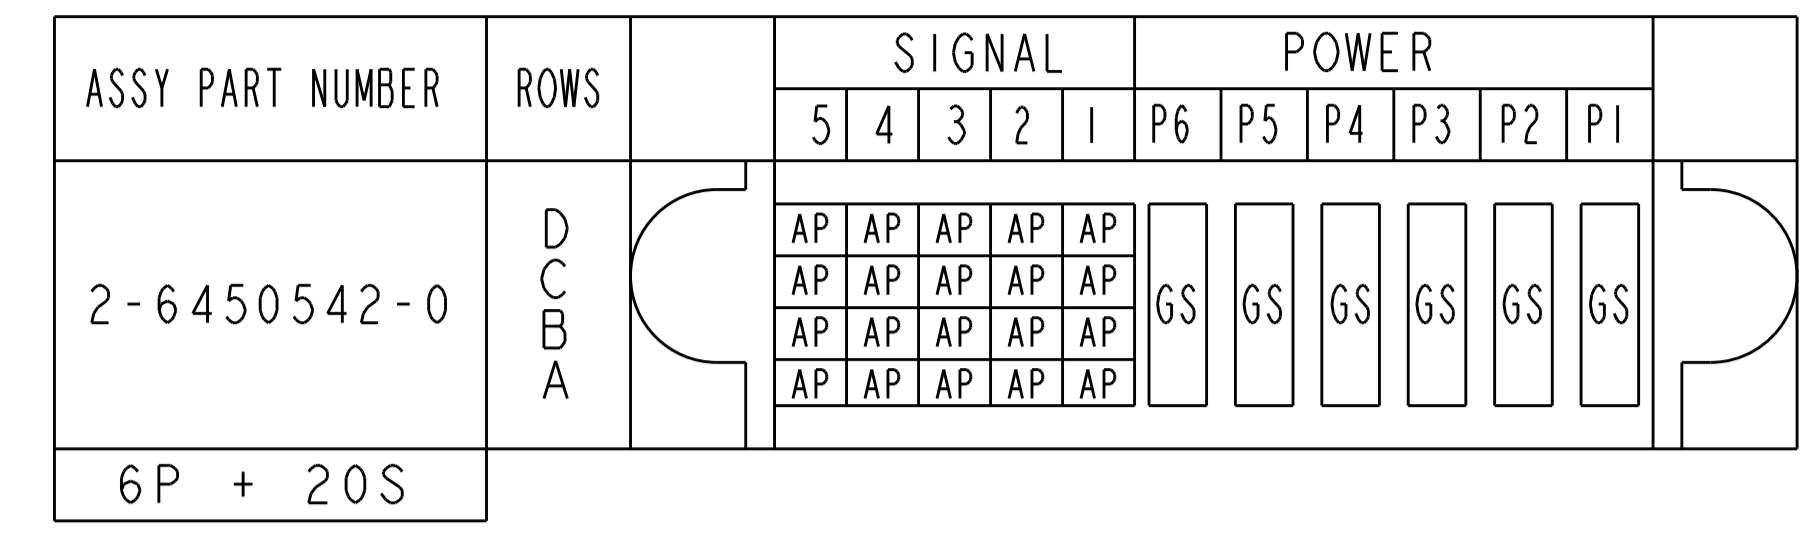 ASSY PART NUMBER ROWS SIGNAL POWER
5 4 3 2 1 P6 P5 P4 P3 P2 P1
2-6450542-0
D AP AP AP AP AP
C AP AP AP AP AP
B AP AP AP AP AP
A AP AP AP AP AP
GS GS GS GS GS GS
6P + 20S